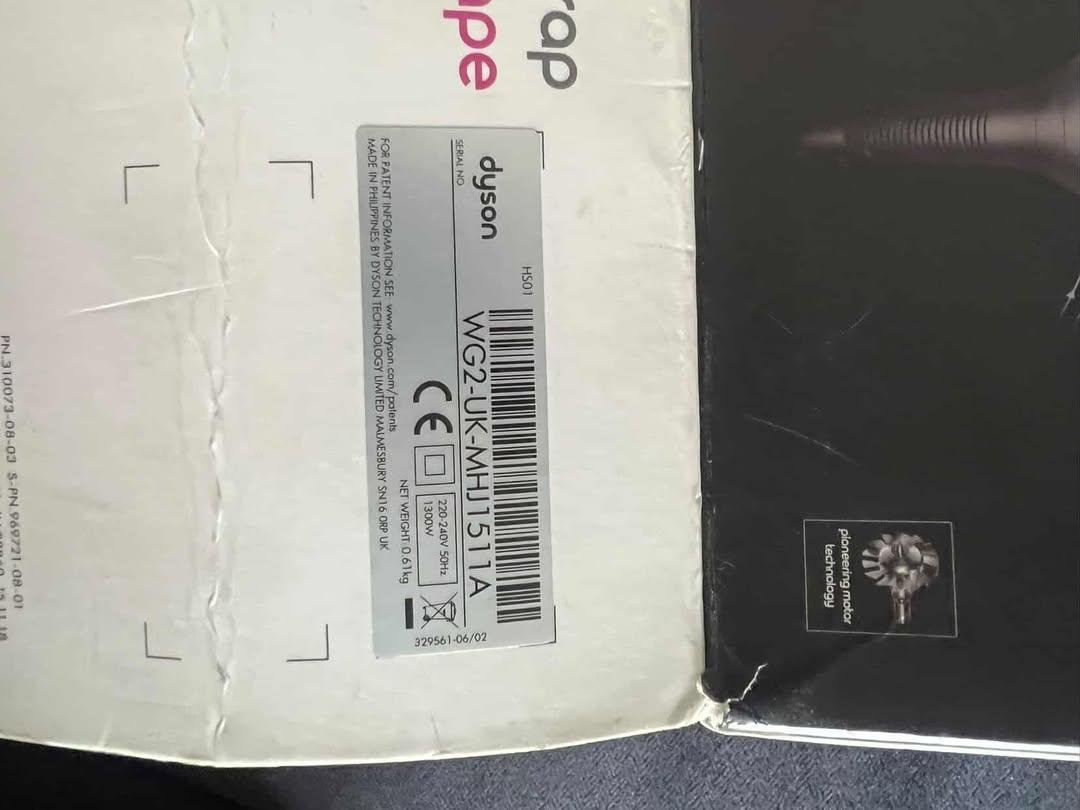 rap
ape
dyson
HS01
SERIAL NO.
WG2-UK-MHJ1511A
220-240V 50Hz
1300W
NET WEIGHT: 0.61kg
FOR PATENT INFORMATION SEE: www.dyson.com/patents
MADE IN PHILIPPINES BY DYSON TECHNOLOGY LIMITED MALMESBURY SN16 0RP UK
329561-06/02
PN.310073-08-03 S-PN.969721-08-01
pioneering motor
technology